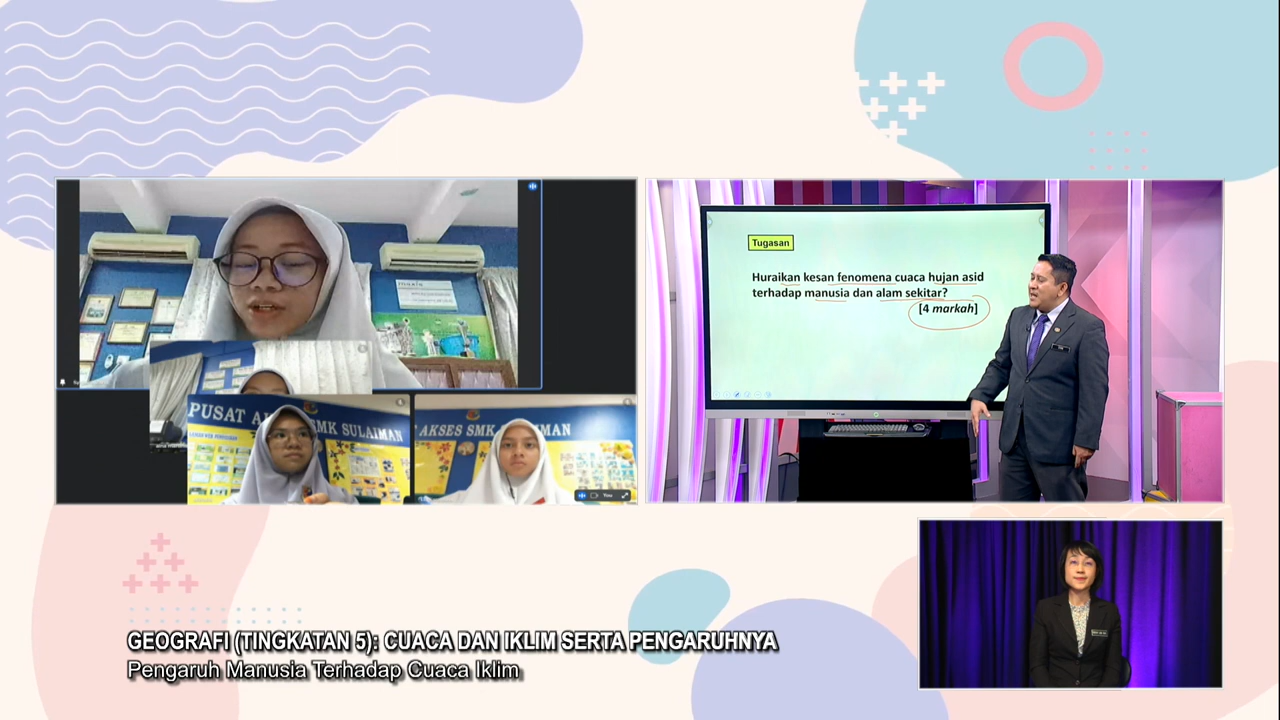 PUSAT
SMK SULAIMAN
AKSES SMK
Tugasan
Huraikan kesan fenomena cuaca hujan asid
terhadap manusia dan alam sekitar?
[4 markah]
You
GEOGRAFI (TINGKATAN 5): CUACA DAN IKLIM SERTA PENGARUHNYA
Pengaruh Manusia Terhadap Cuaca Iklim